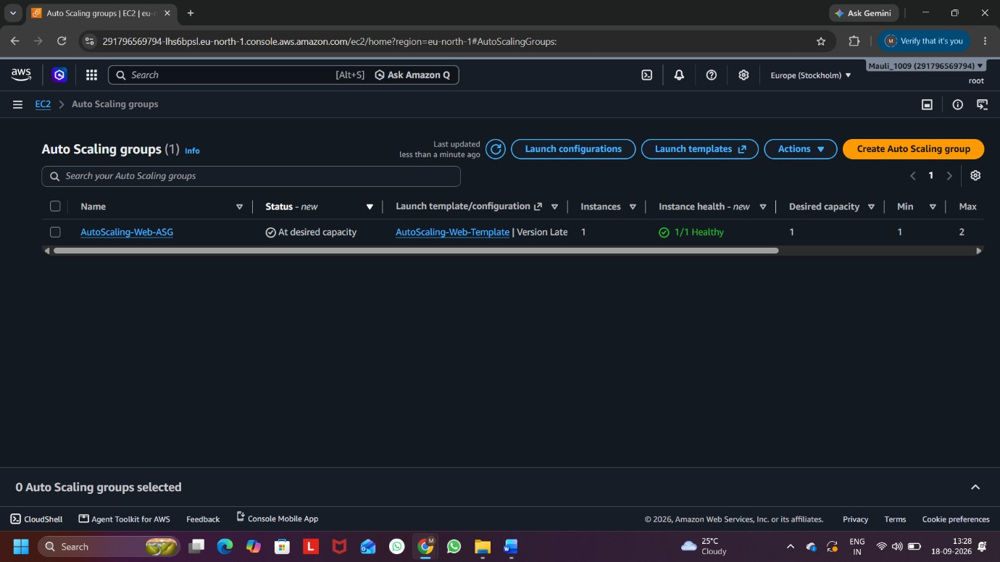 Auto Scaling groups | EC2 | eu-n
Ask Gemini
291796569794-lhs6bpsl.eu-north-1.console.aws.amazon.com/ec2/home?region=eu-north-1#AutoScalingGroups:
M Verify that it's you
aws Search [Alt+S] Ask Amazon Q Europe (Stockholm) Mauli_1009 (291796569794)
root
EC2 Auto Scaling groups
Auto Scaling groups (1) Info
Last updated
less than a minute ago
Launch configurations Launch templates Actions Create Auto Scaling group
Search your Auto Scaling groups 1
Name Status - new Launch template/configuration Instances Instance health - new Desired capacity Min Max
AutoScaling-Web-ASG At desired capacity AutoScaling-Web-Template | Version Late 1 1/1 Healthy 1 1 2
0 Auto Scaling groups selected
CloudShell Agent Toolkit for AWS Feedback Console Mobile App © 2026, Amazon Web Services, Inc. or its affiliates. Privacy Terms Cookie preferences
Search
25°C
Cloudy
ENG
IN
13:28
18-09-2026